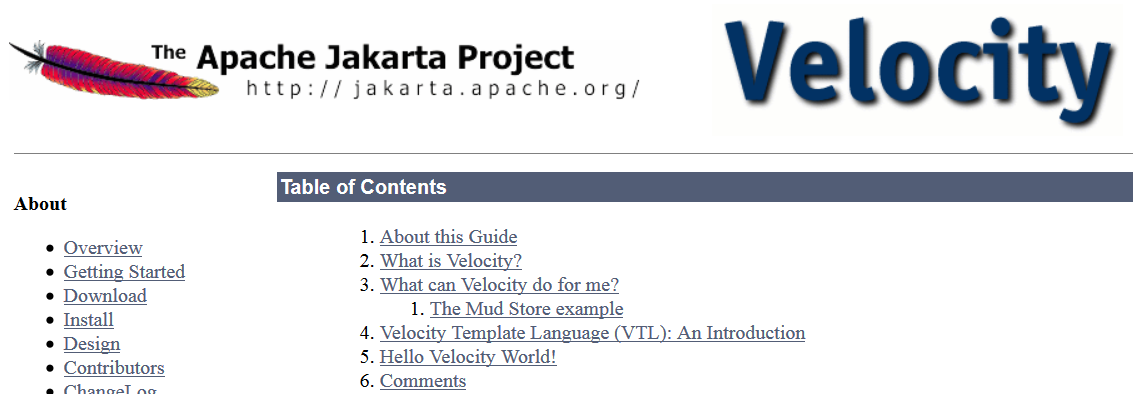 The Apache Jakarta Project
http://jakarta.apache.org/
Velocity
About
• Overview
• Getting Started
• Download
• Install
• Design
• Contributors
• ChangeLog
Table of Contents
1. About this Guide
2. What is Velocity?
3. What can Velocity do for me?
1. The Mud Store example
4. Velocity Template Language (VTL): An Introduction
5. Hello Velocity World!
6. Comments